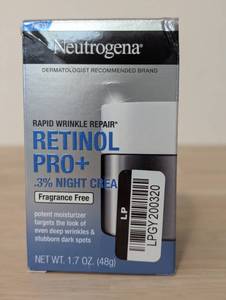 Neutrogena®
DERMATOLOGIST RECOMMENDED BRAND
RAPID WRINKLE REPAIR®
RETINOL
PRO+
.3% NIGHT CREA
Fragrance Free
potent moisturizer
targets the look of
even deep wrinkles &
stubborn dark spots
NET WT. 1.7 OZ. (48g)
LP
LPGY200320